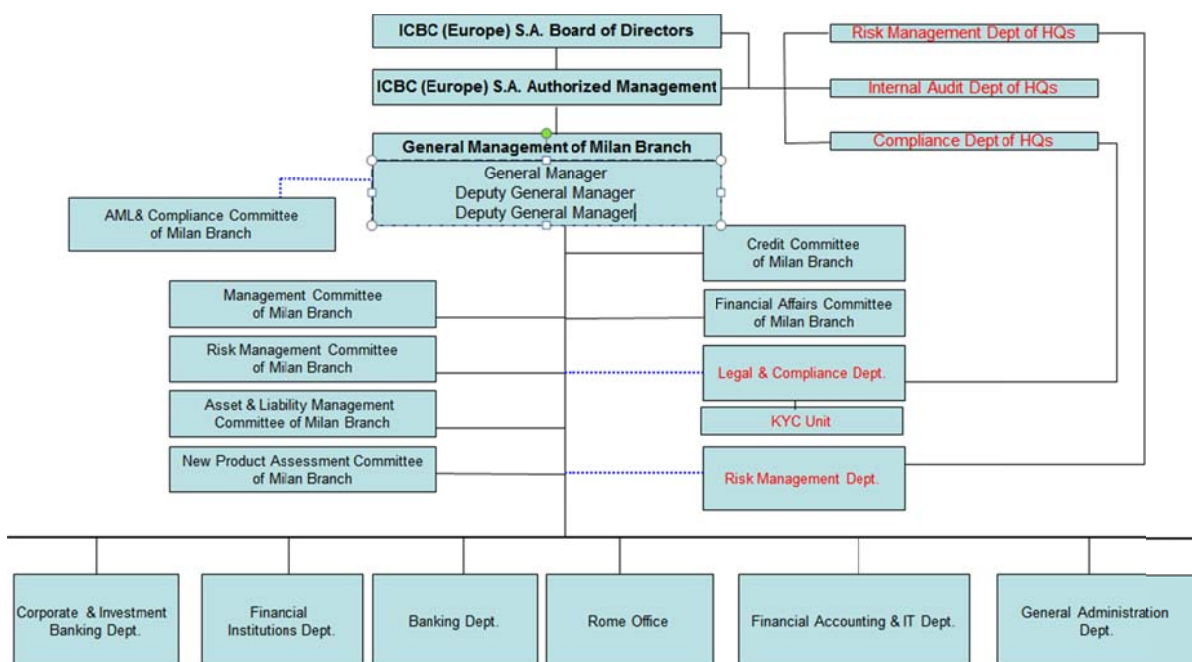 ICBC (Europe) S.A. Board of Directors
Risk Management Dept of HQs
ICBC (Europe) S.A. Authorized Management
Internal Audit Dept of HQs
General Management of Milan Branch
Compliance Dept of HQs
General Manager
Deputy General Manager
Deputy General Manager
AML& Compliance Committee
of Milan Branch
Credit Committee
of Milan Branch
Management Committee
of Milan Branch
Financial Affairs Committee
of Milan Branch
Risk Management Committee
of Milan Branch
Legal & Compliance Dept.
Asset & Liability Management
Committee of Milan Branch
KYC Unit
New Product Assessment Committee
of Milan Branch
Risk Management Dept.
Corporate & Investment
Banking Dept.
Financial
Institutions Dept.
Banking Dept.
Rome Office
Financial Accounting & IT Dept.
General Administration
Dept.